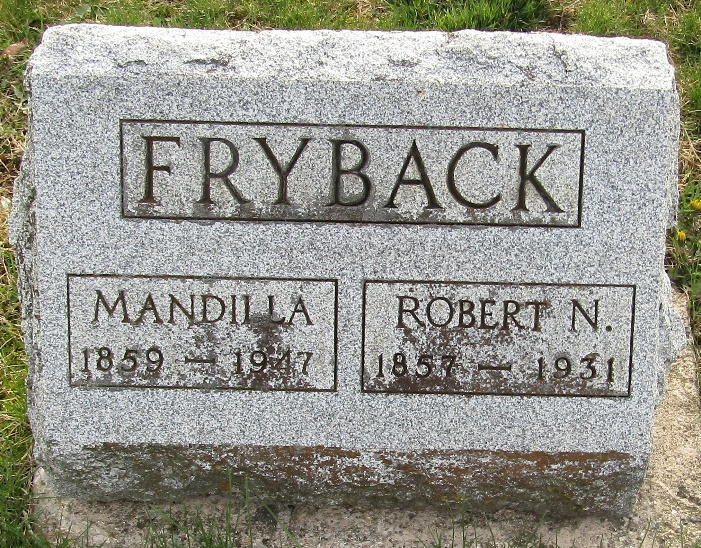 FRYBACK
MANDILLA
1859 — 1947
ROBERT N.
1857 — 1931